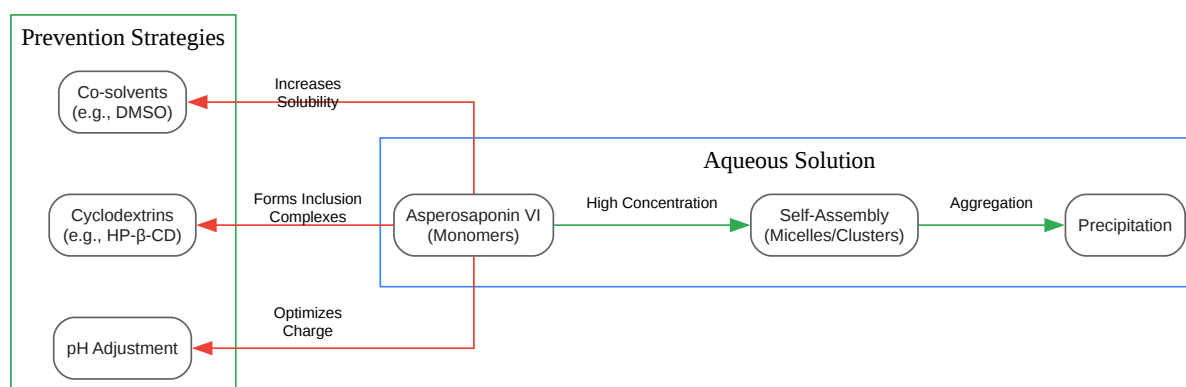 Prevention Strategies
Co-solvents
(e.g., DMSO)
Increases
Solubility
Aqueous Solution
Cyclodextrins
(e.g., HP-β-CD)
Forms Inclusion
Complexes
Asperosaponin VI
(Monomers)
High Concentration
Self-Assembly
(Micelles/Clusters)
Aggregation
Precipitation
Optimizes
Charge
pH Adjustment